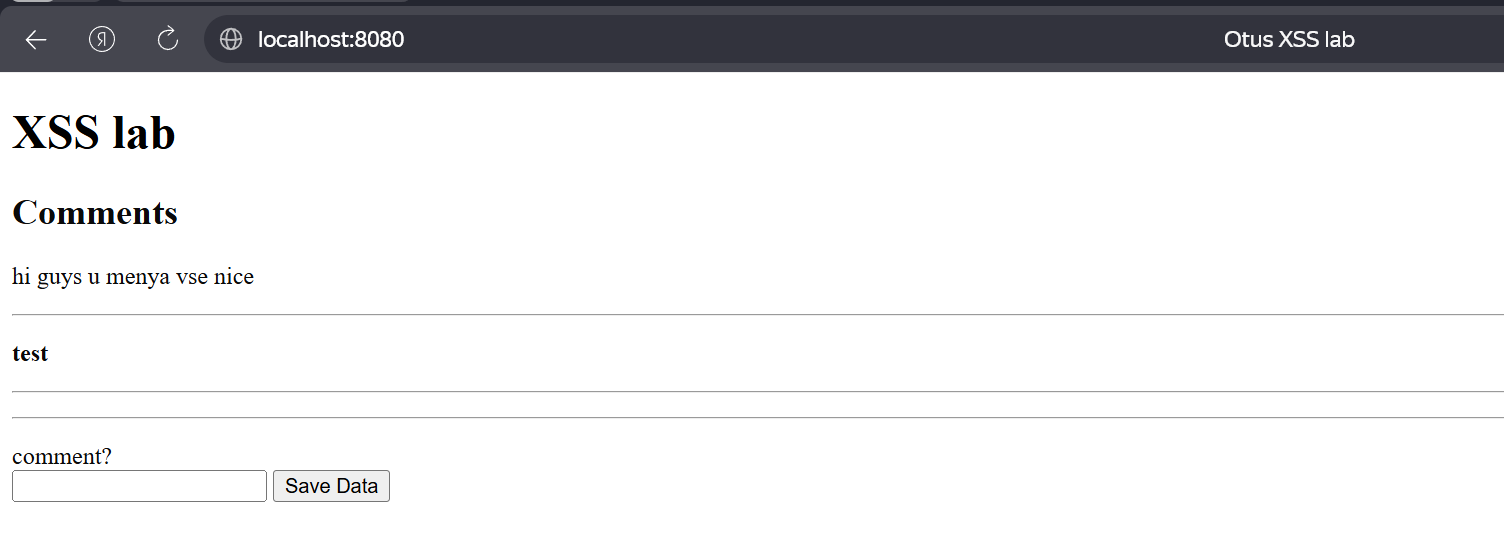 localhost:8080 Otus XSS lab
XSS lab
Comments
hi guys u menya vse nice
test
comment?
Save Data